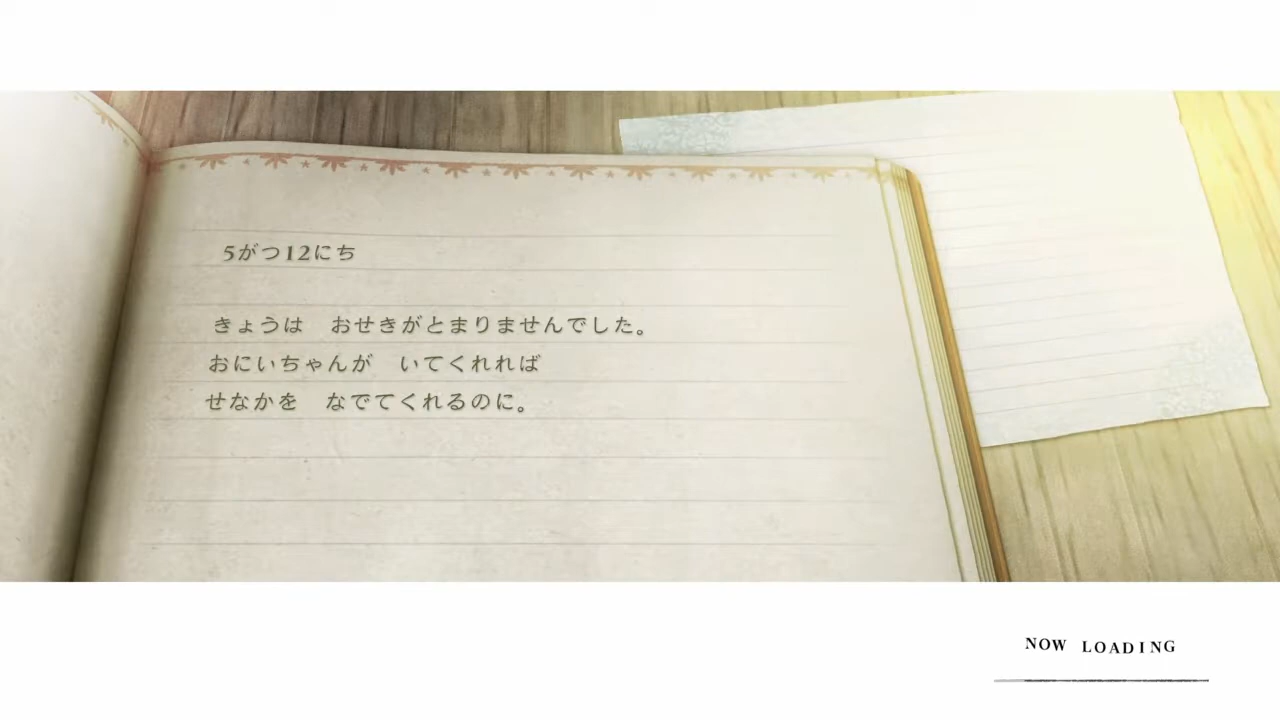 5がつ12にち
きょうは　おせきがとまりませんでした。
おにいちゃんが　いてくれれば
せなかを　なでてくれるのに。
NOW LOADING